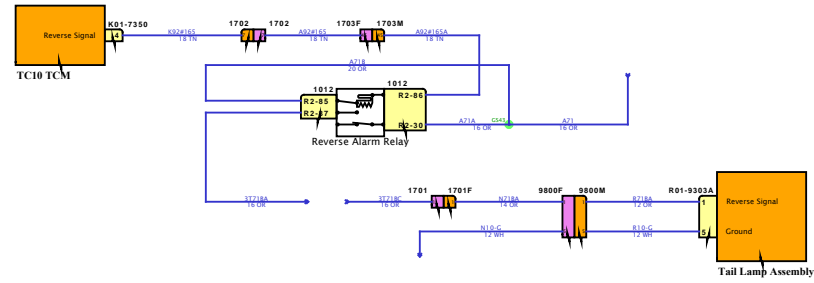 K01-7350
Reverse Signal
4
K92#165
18 TN
1702 1702
A92#165
18 TN
1703F 1703M
A92#165A
18 TN
TC10 TCM
A71B
20 OR
1012 1012
R2-85
R2-86
R2-87
R2-30
Reverse Alarm Relay
A71A
16 OR
GS43
A71
16 OR
3T718A
16 OR
3T718C
16 OR
1701 1701F
N718A
14 OR
9800F 9800M
R718A
12 OR
R01-9303A
1
Reverse Signal
N10-G
12 WH
R10-G
12 WH
5
Ground
Tail Lamp Assembly